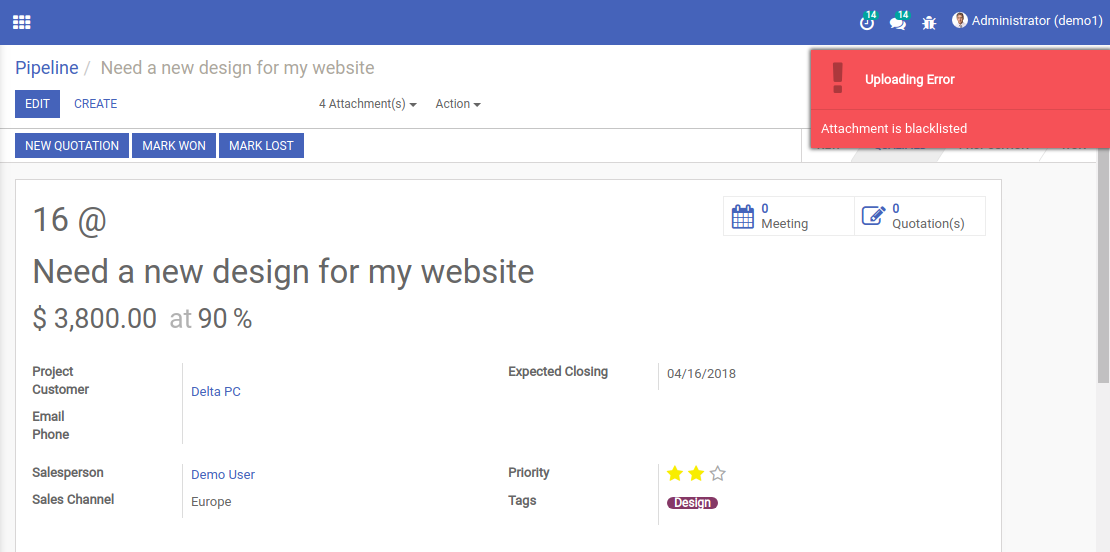 14
14
Administrator (demo1)
Pipeline / Need a new design for my website
Uploading Error
EDIT CREATE 4 Attachment(s) Action
Attachment is blacklisted
NEW QUOTATION MARK WON MARK LOST
16 @
0 Meeting
0 Quotation(s)
Need a new design for my website
$ 3,800.00 at 90 %
Project
Customer Delta PC
Expected Closing 04/16/2018
Email
Phone
Salesperson Demo User
Priority
Sales Channel Europe
Tags Design